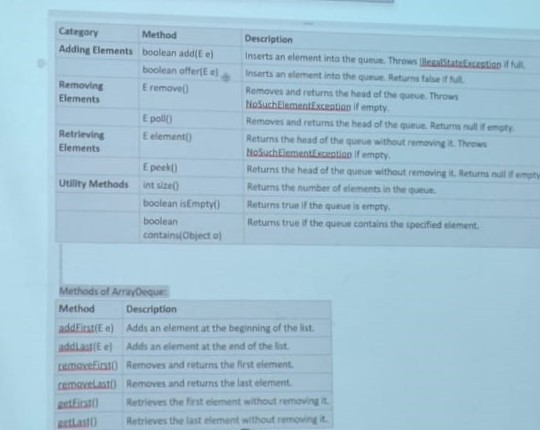 Category Method Description
Adding Elements boolean add(E e) Inserts an element into the queue. Throws IllegalStateException if full.
boolean offer(E e) Inserts an element into the queue. Returns false if full.
Removing Elements E remove() Removes and returns the head of the queue. Throws
NoSuchElementException if empty.
E poll() Removes and returns the head of the queue. Returns null if empty.
Retrieving Elements E element() Returns the head of the queue without removing it. Throws
NoSuchElementException if empty.
E peek() Returns the head of the queue without removing it. Returns null if empty
Utility Methods int size() Returns the number of elements in the queue.
boolean isEmpty() Returns true if the queue is empty.
boolean Returns true if the queue contains the specified element.
contains(Object o)
Methods of ArrayDeque:
Method Description
addFirst(E e) Adds an element at the beginning of the list.
addLast(E e) Adds an element at the end of the list.
removeFirst() Removes and returns the first element.
removeLast() Removes and returns the last element.
getFirst() Retrieves the first element without removing it.
getLast() Retrieves the last element without removing it.